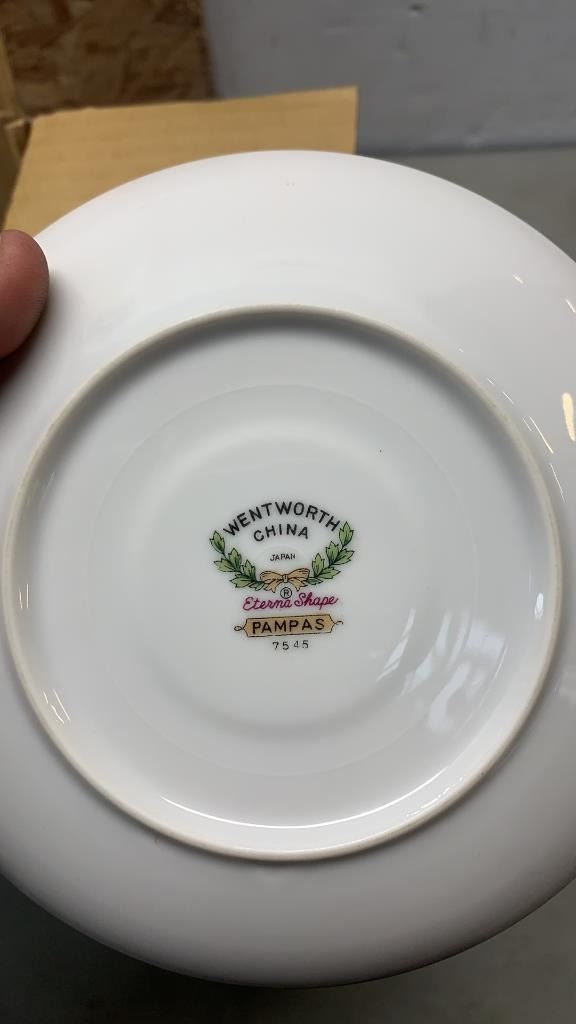 WENTWORTH
CHINA
JAPAN
®
Eterna Shape
PAMPAS
7545